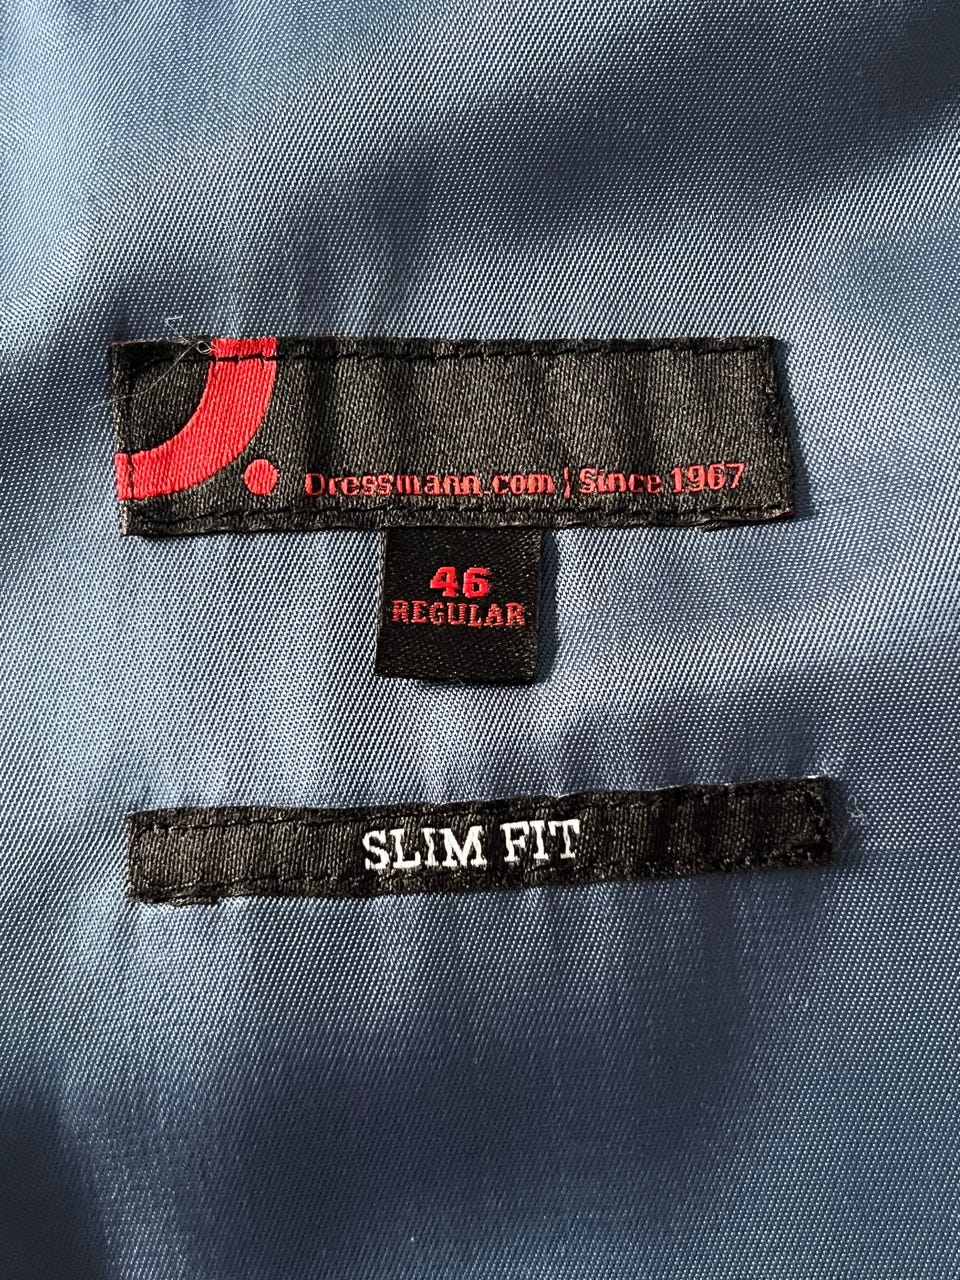 Dressmann.com | Since 1967
46
REGULAR
SLIM FIT